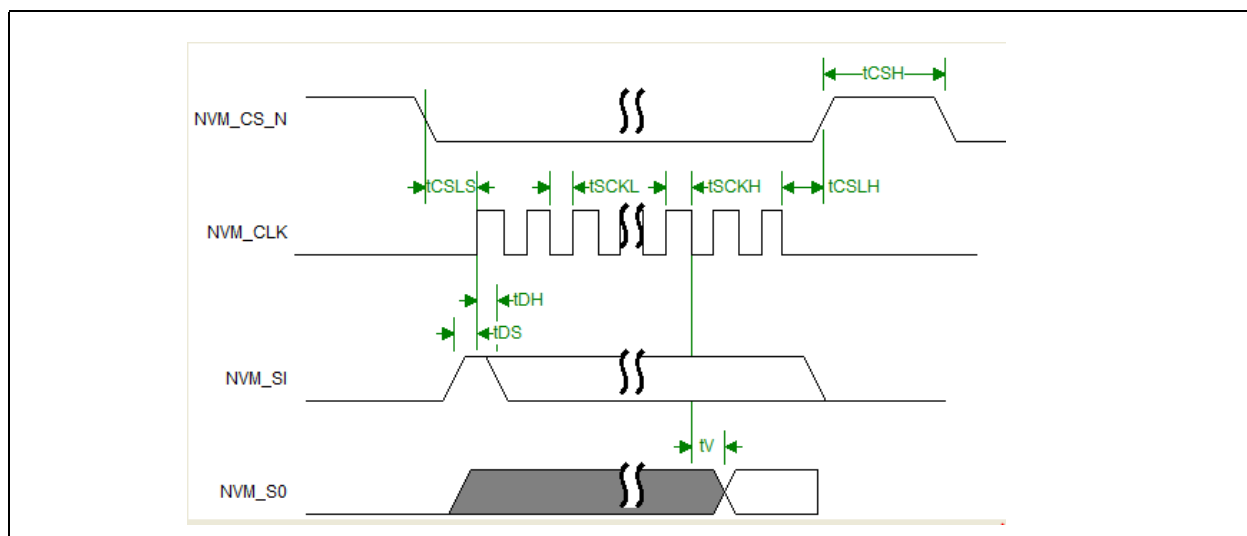 tCSH
NVM_CS_N
tCSLS
tSCKL
tSCKH
tCSLH
NVM_CLK
tDH
tDS
NVM_SI
tV
NVM_S0